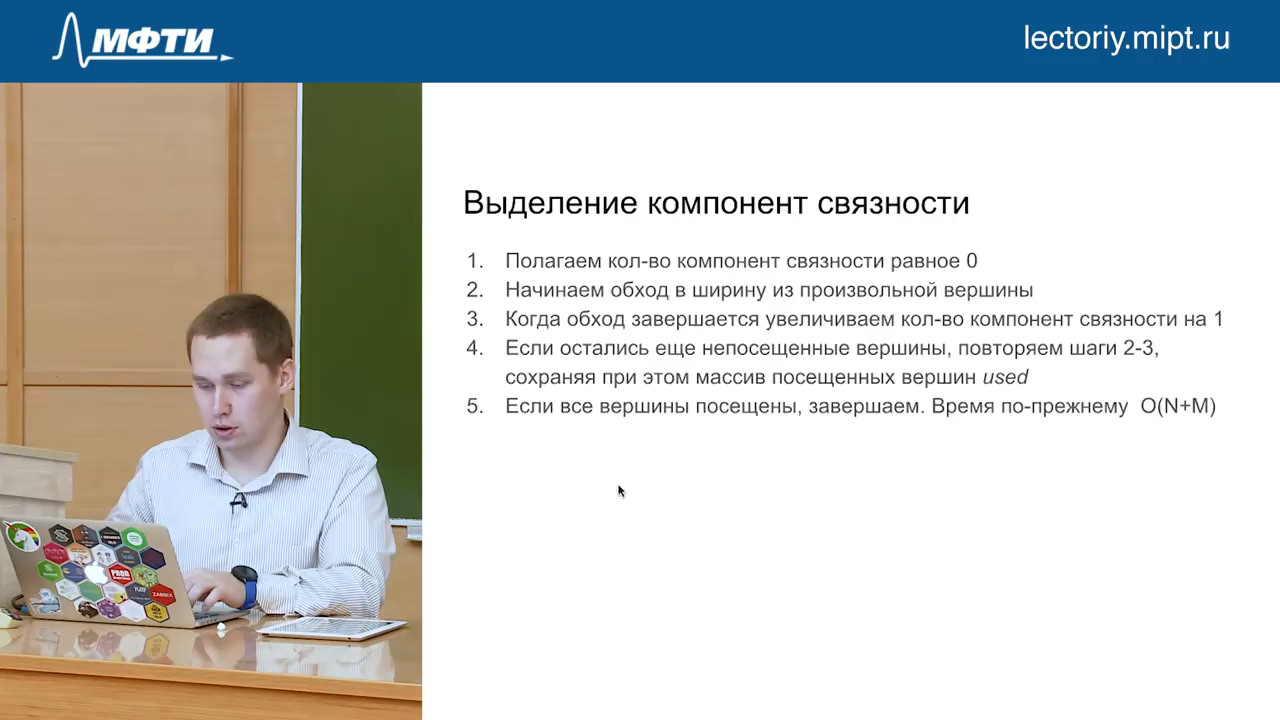 МФТИ
lectoriy.mipt.ru
Выделение компонент связности
1. Полагаем кол-во компонент связности равное 0
2. Начинаем обход в ширину из произвольной вершины
3. Когда обход завершается увеличиваем кол-во компонент связности на 1
4. Если остались еще непосещенные вершины, повторяем шаги 2-3,
сохраняя при этом массив посещенных вершин used
5. Если все вершины посещены, завершаем. Время по-прежнему O(N+M)
ZABBIX